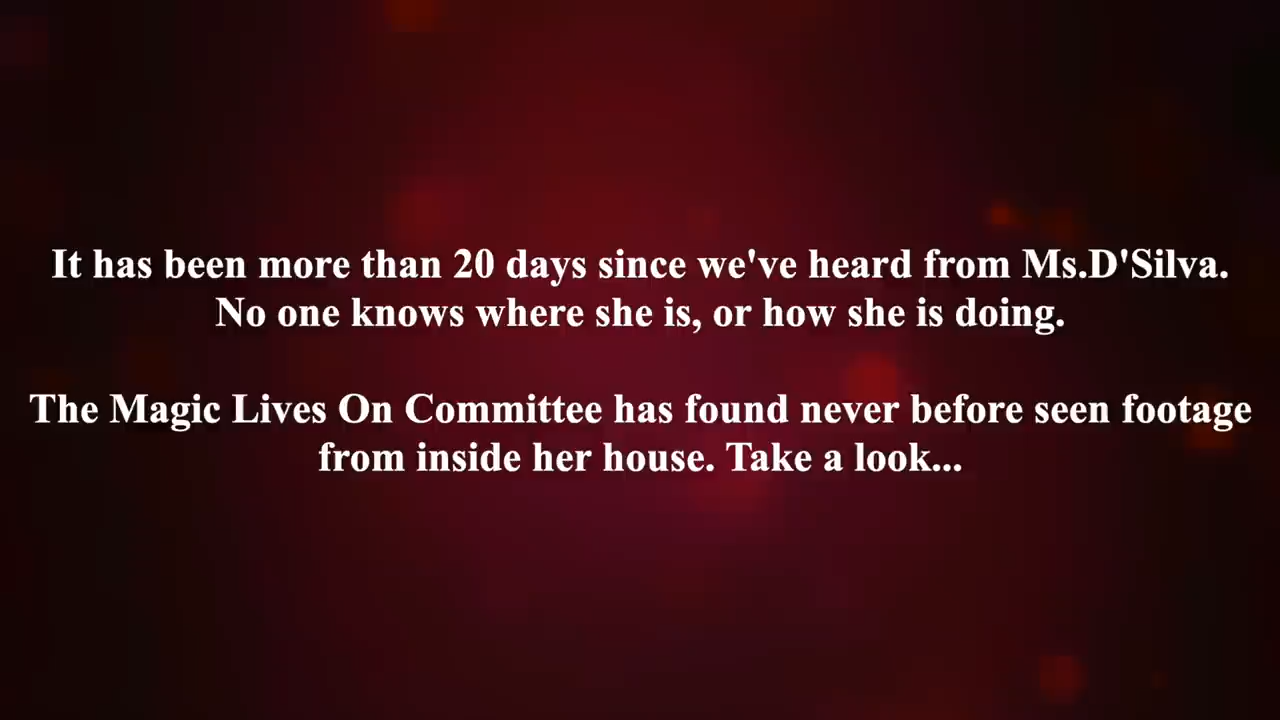 It has been more than 20 days since we've heard from Ms.D'Silva.
No one knows where she is, or how she is doing.
The Magic Lives On Committee has found never before seen footage
from inside her house. Take a look...